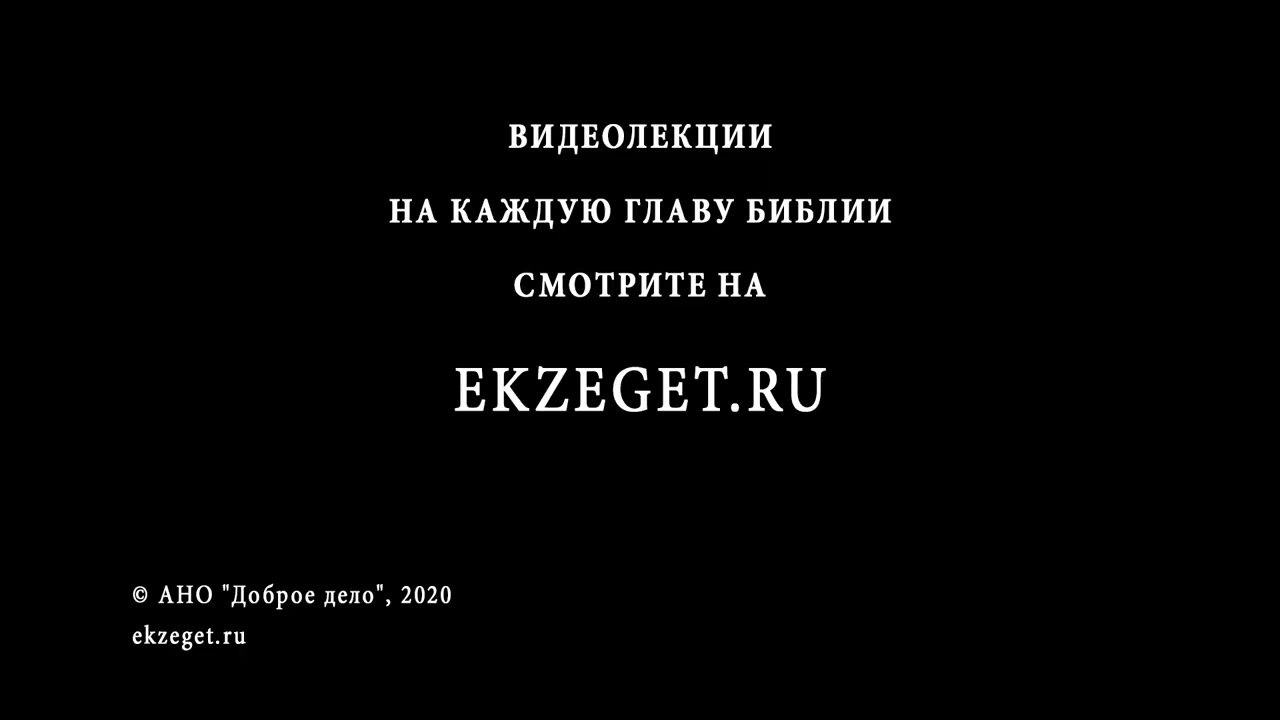 ВИДЕОЛЕКЦИИ
НА КАЖДУЮ ГЛАВУ БИБЛИИ
СМОТРИТЕ НА
EKZEGET.RU
© АНО "Доброе дело", 2020
ekzeget.ru